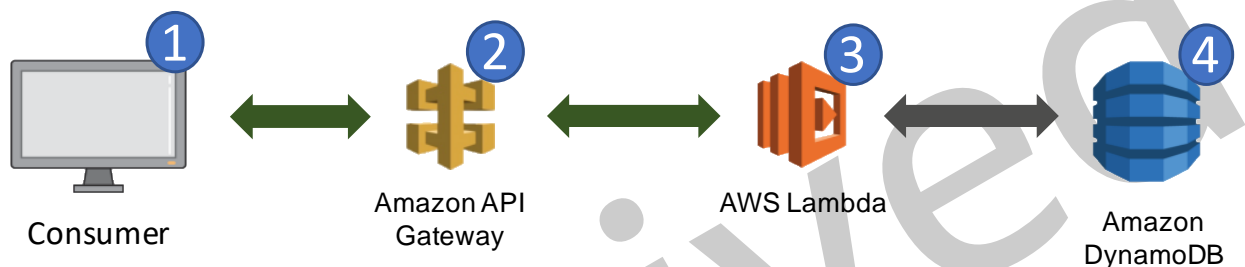 1
2
3
4
Consumer
Amazon API
Gateway
AWS Lambda
Amazon
DynamoDB